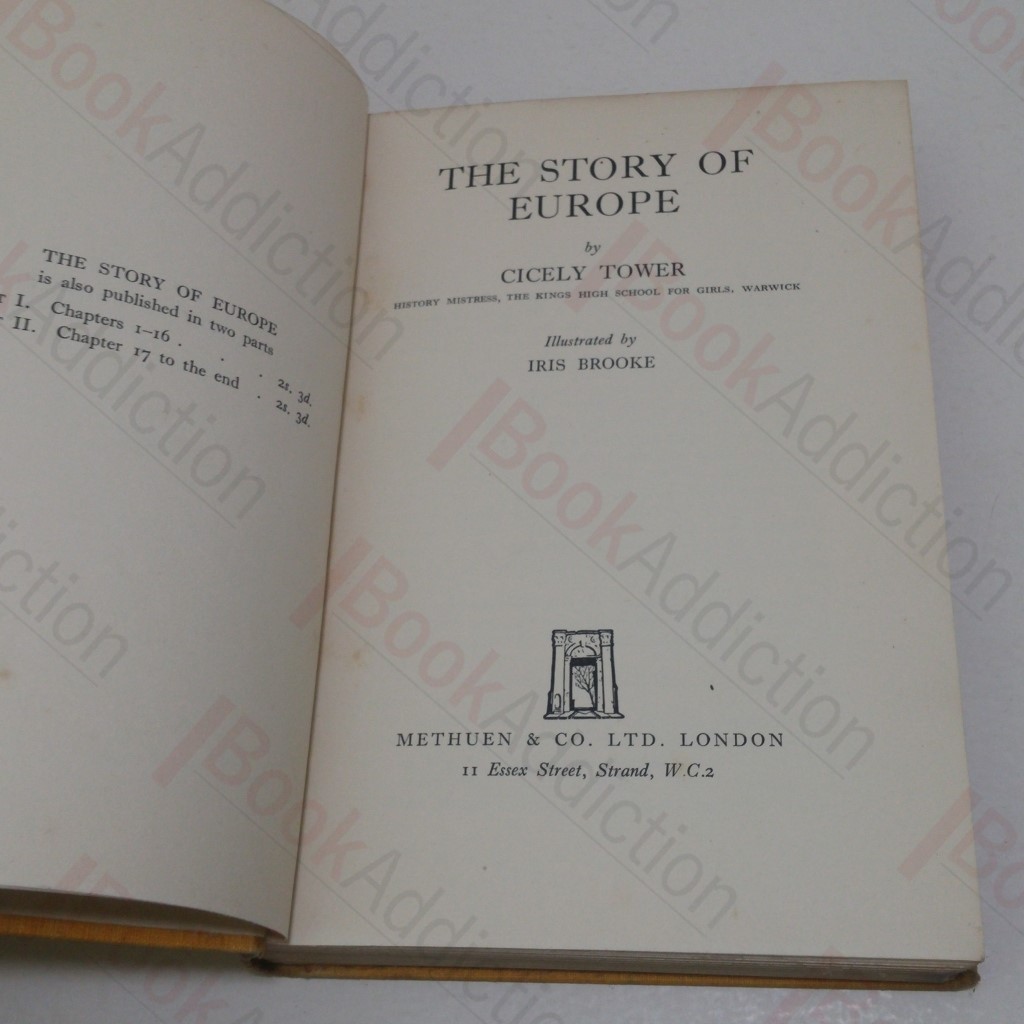 THE STORY OF EUROPE
is also published in two parts
I. Chapters 1–16 . . . 2s. 3d.
II. Chapter 17 to the end . 2s. 3d.
THE STORY OF
EUROPE
by
CICELY TOWER
HISTORY MISTRESS, THE KINGS HIGH SCHOOL FOR GIRLS, WARWICK
Illustrated by
IRIS BROOKE
METHUEN & CO. LTD. LONDON
11 Essex Street, Strand, W.C.2
BookAddiction